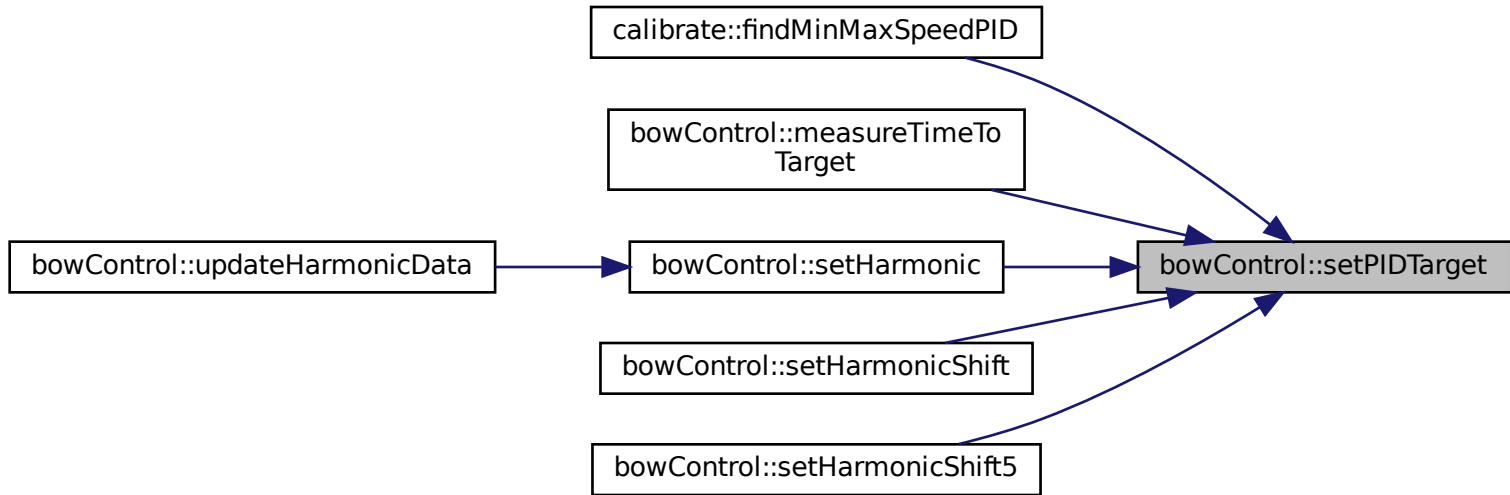 calibrate::findMinMaxSpeedPID
bowControl::measureTimeTo
Target
bowControl::updateHarmonicData
bowControl::setHarmonic
bowControl::setPIDTarget
bowControl::setHarmonicShift
bowControl::setHarmonicShift5